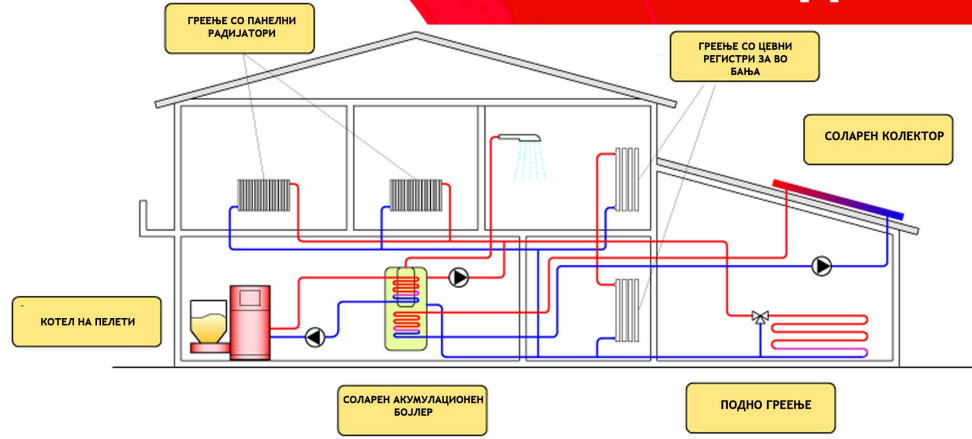 ГРЕЕЊЕ СО ПАНЕЛНИ
РАДИЈАТОРИ
ГРЕЕЊЕ СО ЦЕВНИ
РЕГИСТРИ ЗА ВО
БАЊА
СОЛАРЕН КОЛЕКТОР
КОТЕЛ НА ПЕЛЕТИ
СОЛАРЕН АКУМУЛАЦИОНЕН
БОЈЛЕР
ПОДНО ГРЕЕЊЕ